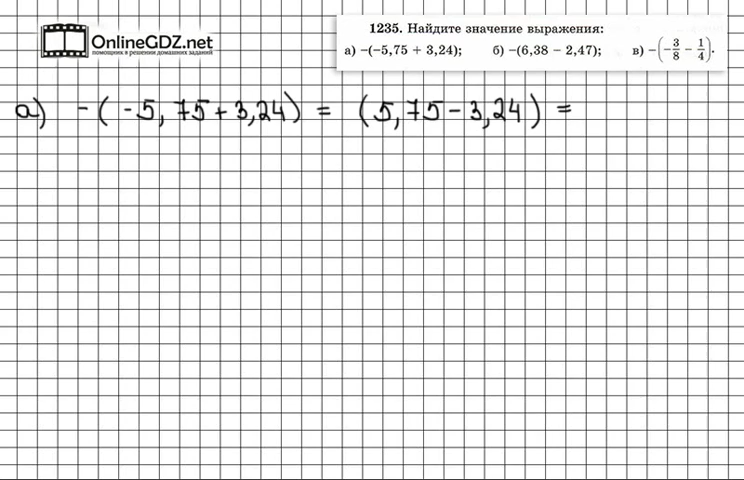 OnlineGDZ.net
помощник в решении домашних заданий
1235. Найдите значение выражения:
а) −(−5,75 + 3,24); б) −(6,38 − 2,47); в) −(−3/8 − 1/4).
а) -(-5,75+3,24) = (5,75-3,24) =